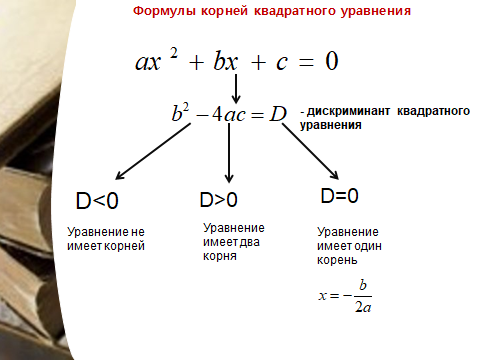 Формулы корней квадратного уравнения
ax² + bx + c = 0
b² − 4ac = D
- дискриминант квадратного
уравнения
D<0
Уравнение не
имеет корней
D>0
Уравнение
имеет два
корня
D=0
Уравнение
имеет один
корень
x = −b/2a